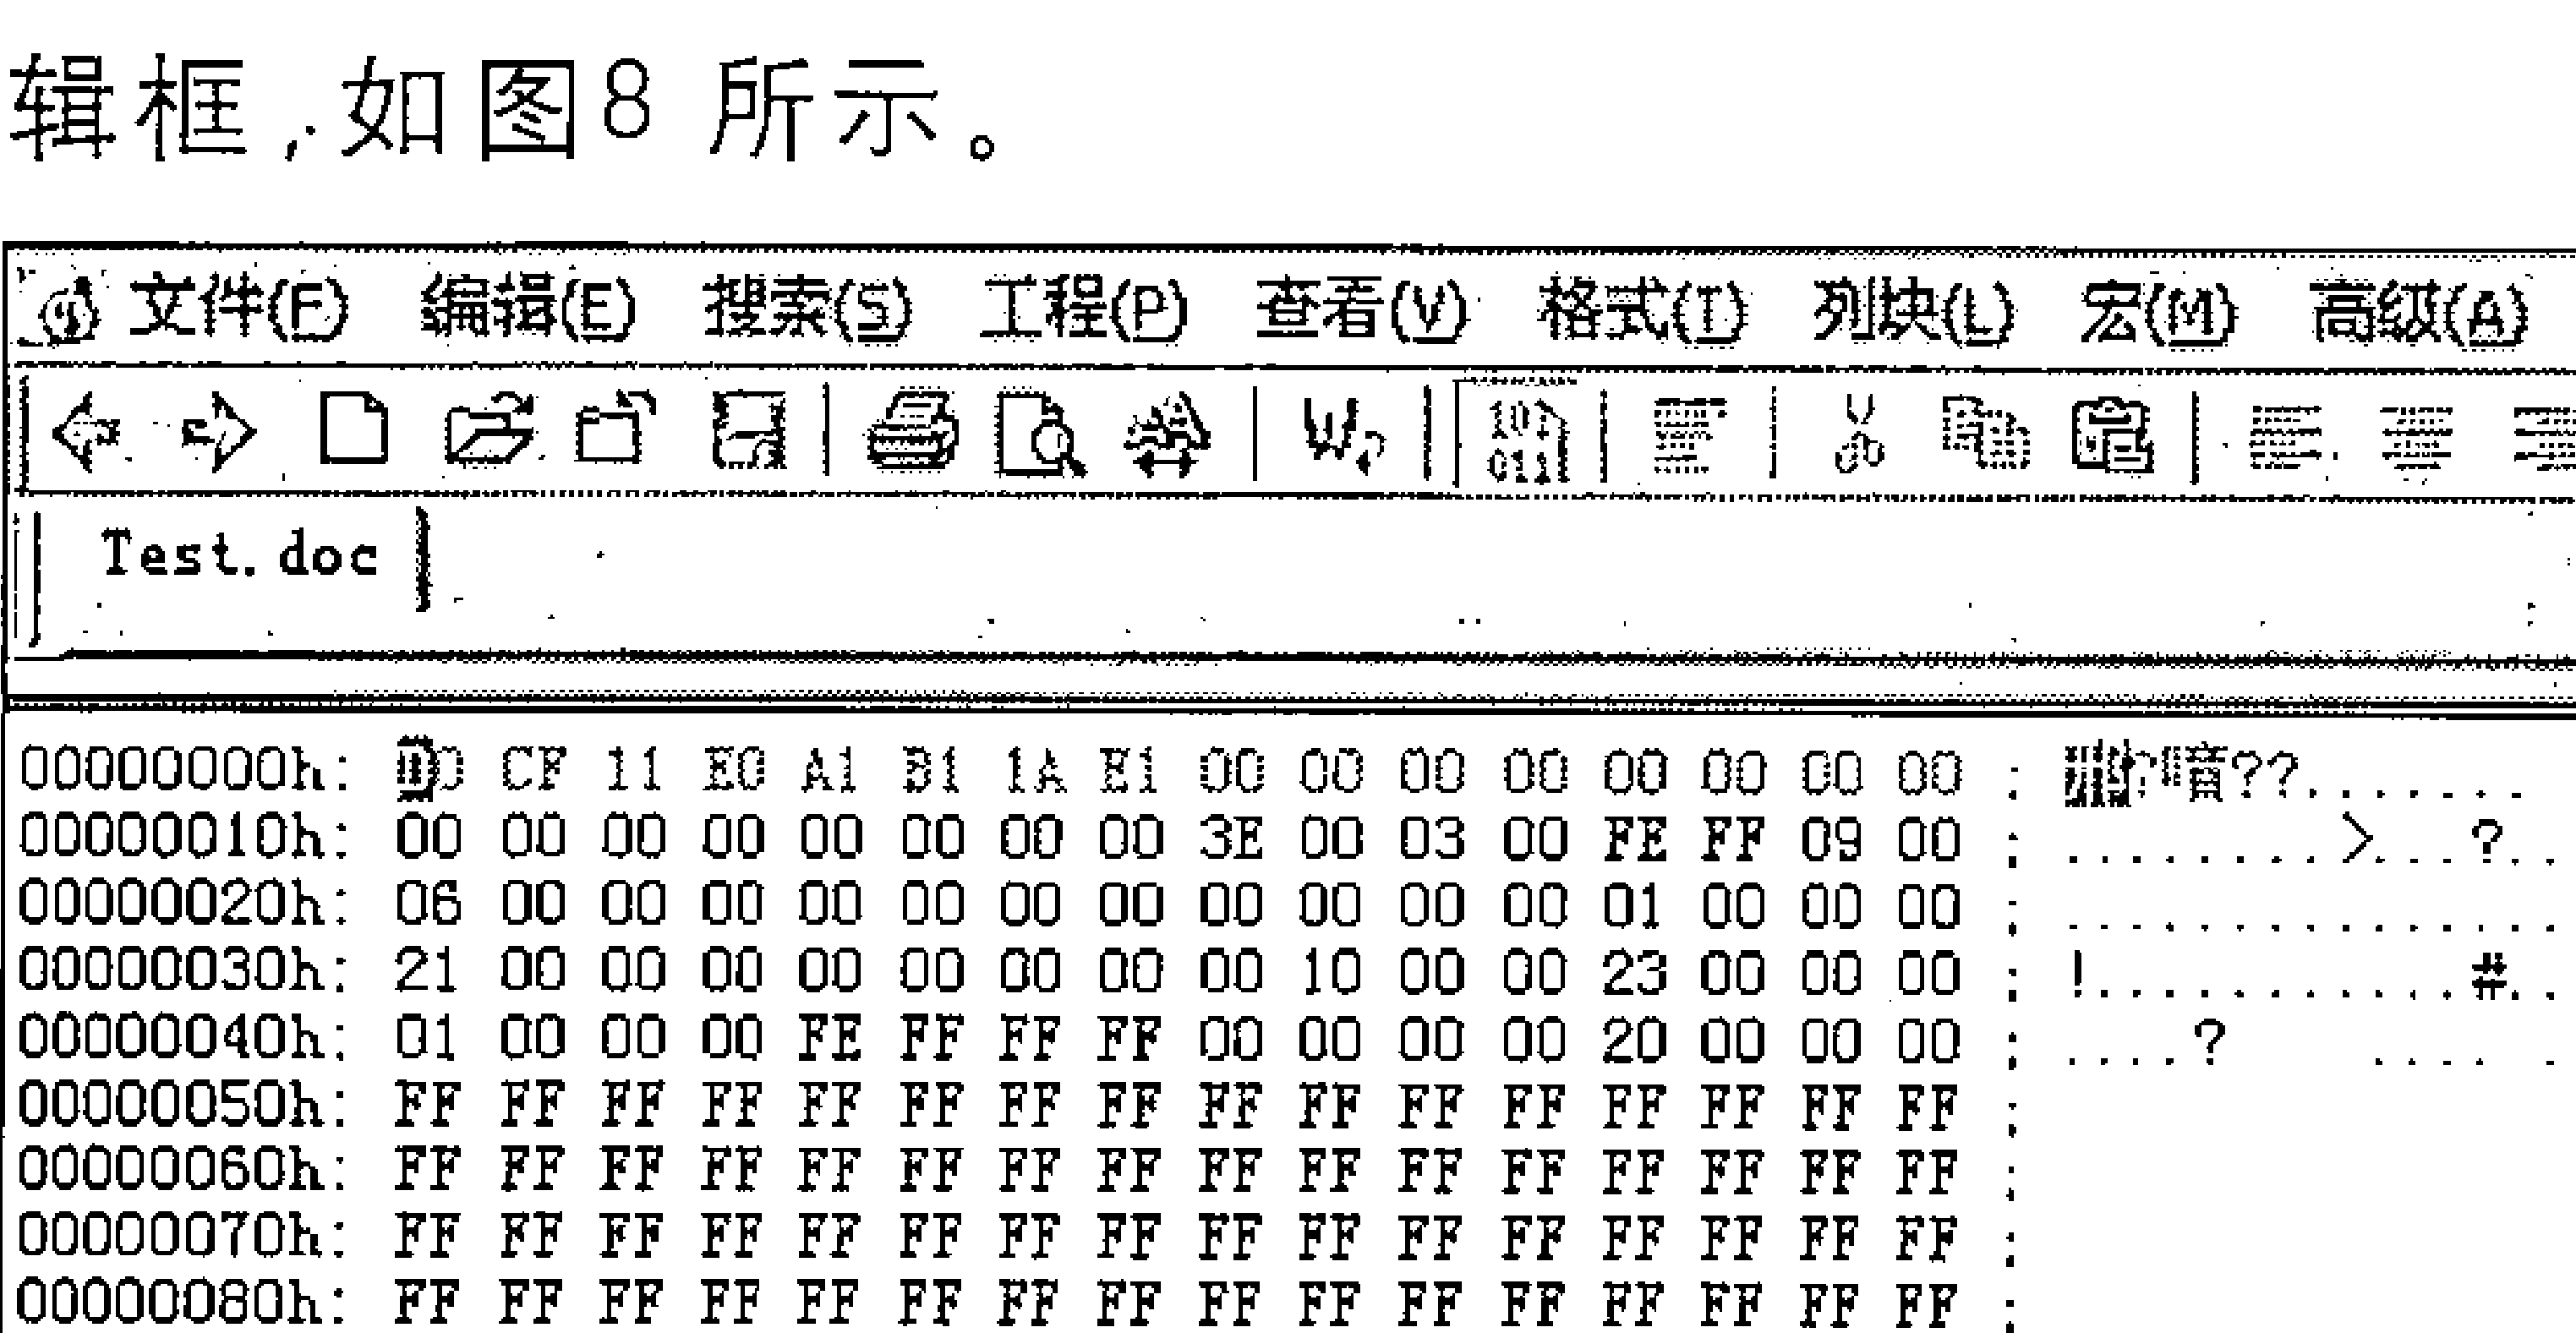 辑框,如图8 所示。
文件(F) 编辑(E) 搜索(S) 工程(P) 查看(V) 格式(T) 列块(L) 宏(M) 高级(A)
Test.doc
00000000h: D0 CF 11 E0 A1 B1 1A E1 00 00 00 00 00 00 00 00 ; ??.......
00000010h: 00 00 00 00 00 00 00 00 3E 00 03 00 FE FF 09 00 ; ........>...?..
00000020h: 06 00 00 00 00 00 00 00 00 00 00 00 01 00 00 00 ; ...............
00000030h: 21 00 00 00 00 00 00 00 00 10 00 00 23 00 00 00 ; !...........#..
00000040h: 01 00 00 00 FE FF FF FF 00 00 00 00 20 00 00 00 ; ....? .... .
00000050h: FF FF FF FF FF FF FF FF FF FF FF FF FF FF FF FF ;
00000060h: FF FF FF FF FF FF FF FF FF FF FF FF FF FF FF FF ;
00000070h: FF FF FF FF FF FF FF FF FF FF FF FF FF FF FF FF ;
00000080h: FF FF FF FF FF FF FF FF FF FF FF FF FF FF FF FF ;